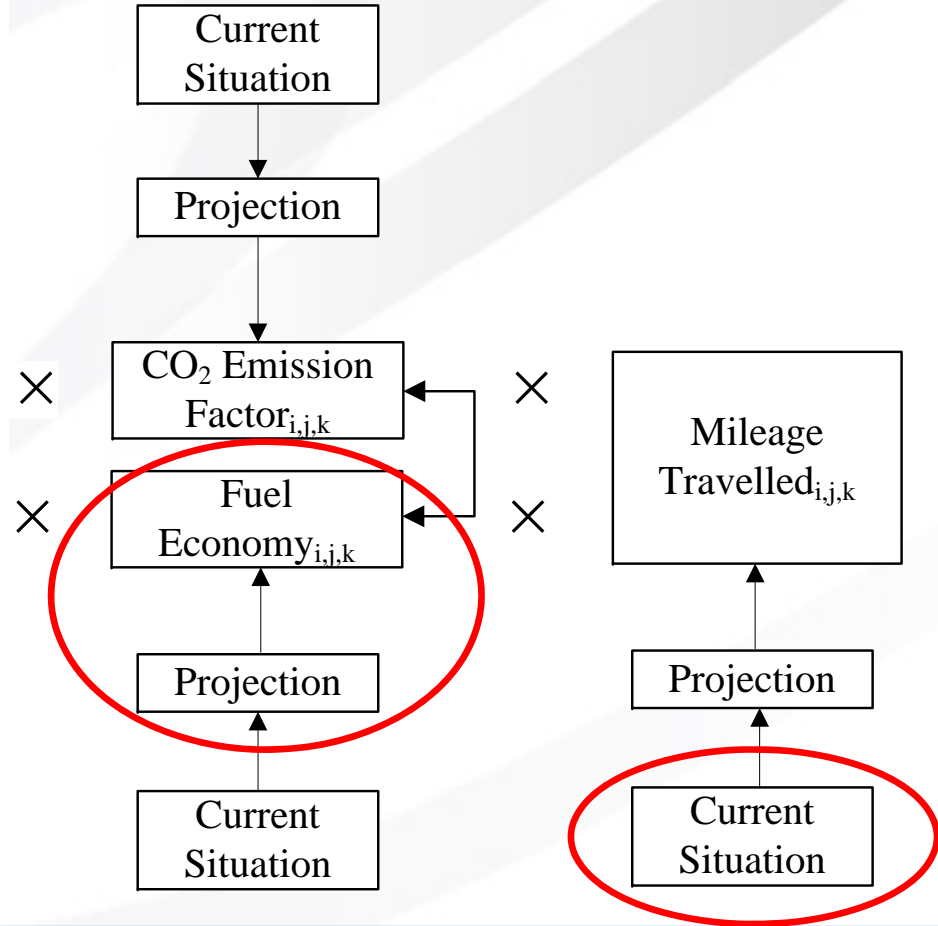 Current
Situation
Projection
× CO₂ Emission ×
Factorᵢ,ⱼ,ₖ
Mileage
Travelledᵢ,ⱼ,ₖ
× Fuel ×
Economyᵢ,ⱼ,ₖ
Projection
Projection
Current
Situation
Current
Situation